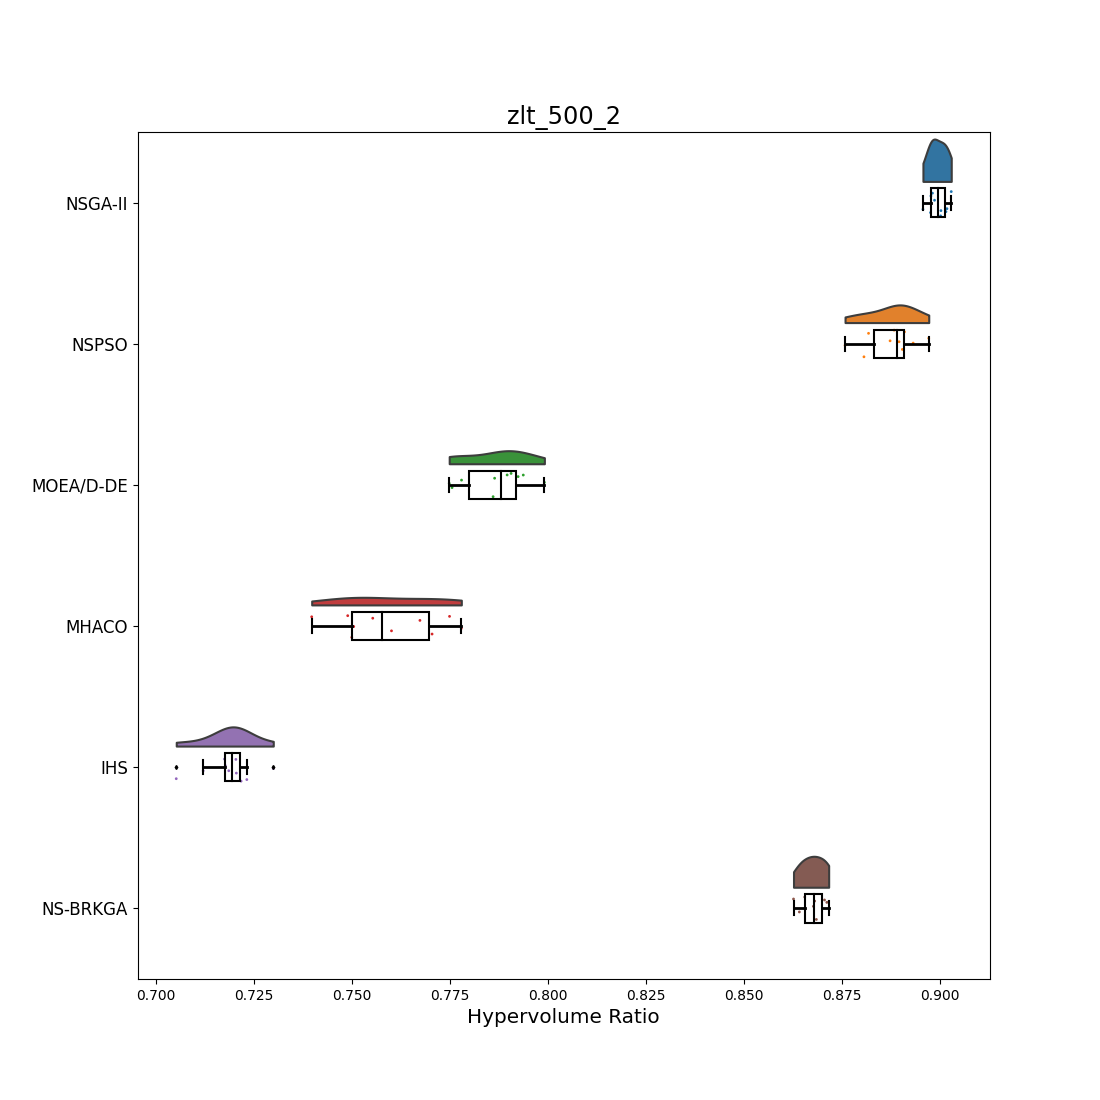 zlt_500_2
NSGA-II
NSPSO
MOEA/D-DE
MHACO
IHS
NS-BRKGA
0.700 0.725 0.750 0.775 0.800 0.825 0.850 0.875 0.900
Hypervolume Ratio